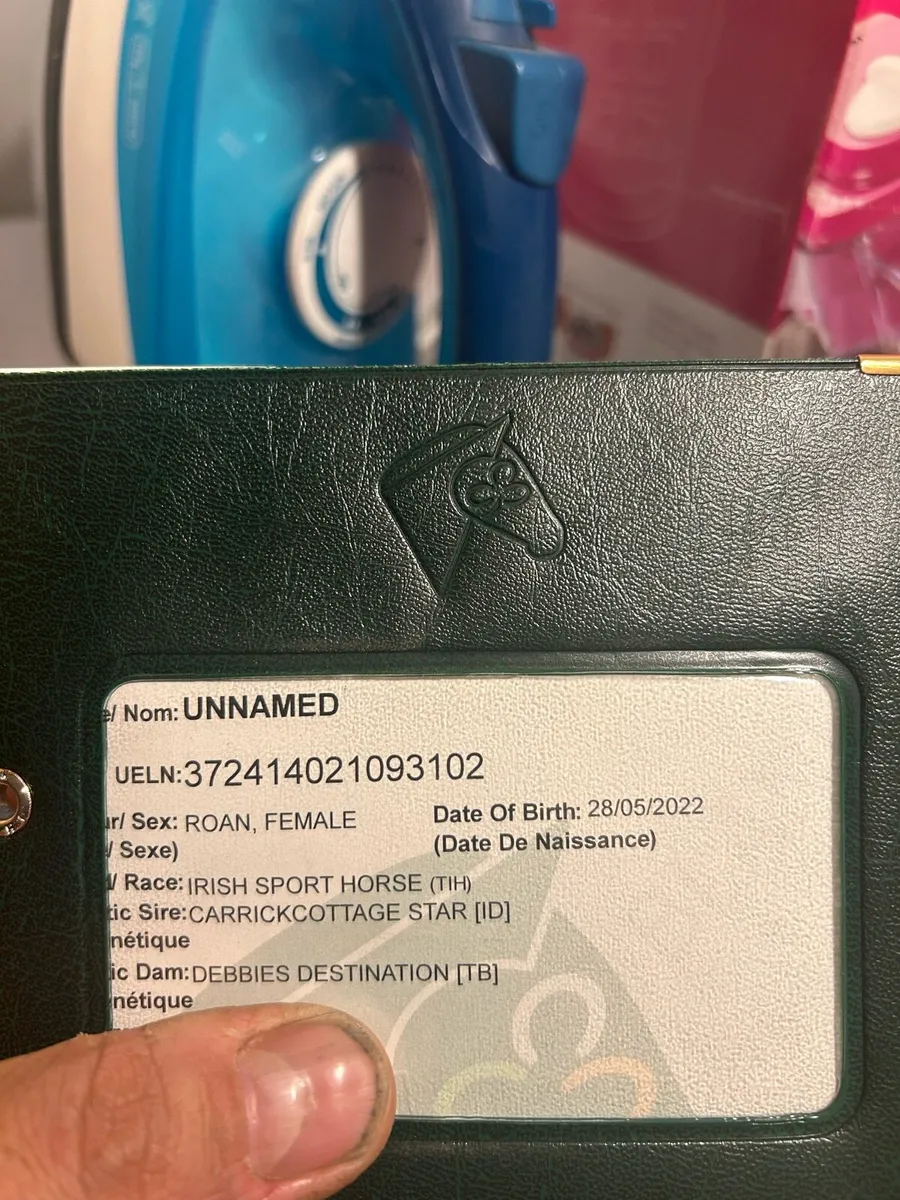 e/ Nom: UNNAMED
UELN: 372414021093102
ur/ Sex: ROAN, FEMALE Date Of Birth: 28/05/2022
/ Sexe) (Date De Naissance)
/ Race: IRISH SPORT HORSE (TIH)
tic Sire: CARRICKCOTTAGE STAR [ID]
nétique
ic Dam: DEBBIES DESTINATION [TB]
nétique